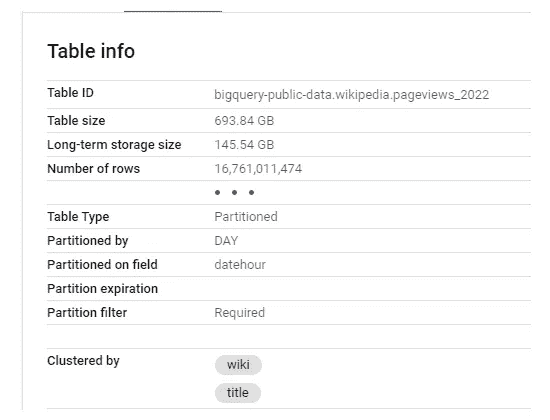 Table info
Table ID bigquery-public-data.wikipedia.pageviews_2022
Table size 693.84 GB
Long-term storage size 145.54 GB
Number of rows 16,761,011,474
• • •
Table Type Partitioned
Partitioned by DAY
Partitioned on field datehour
Partition expiration
Partition filter Required
Clustered by wiki
title